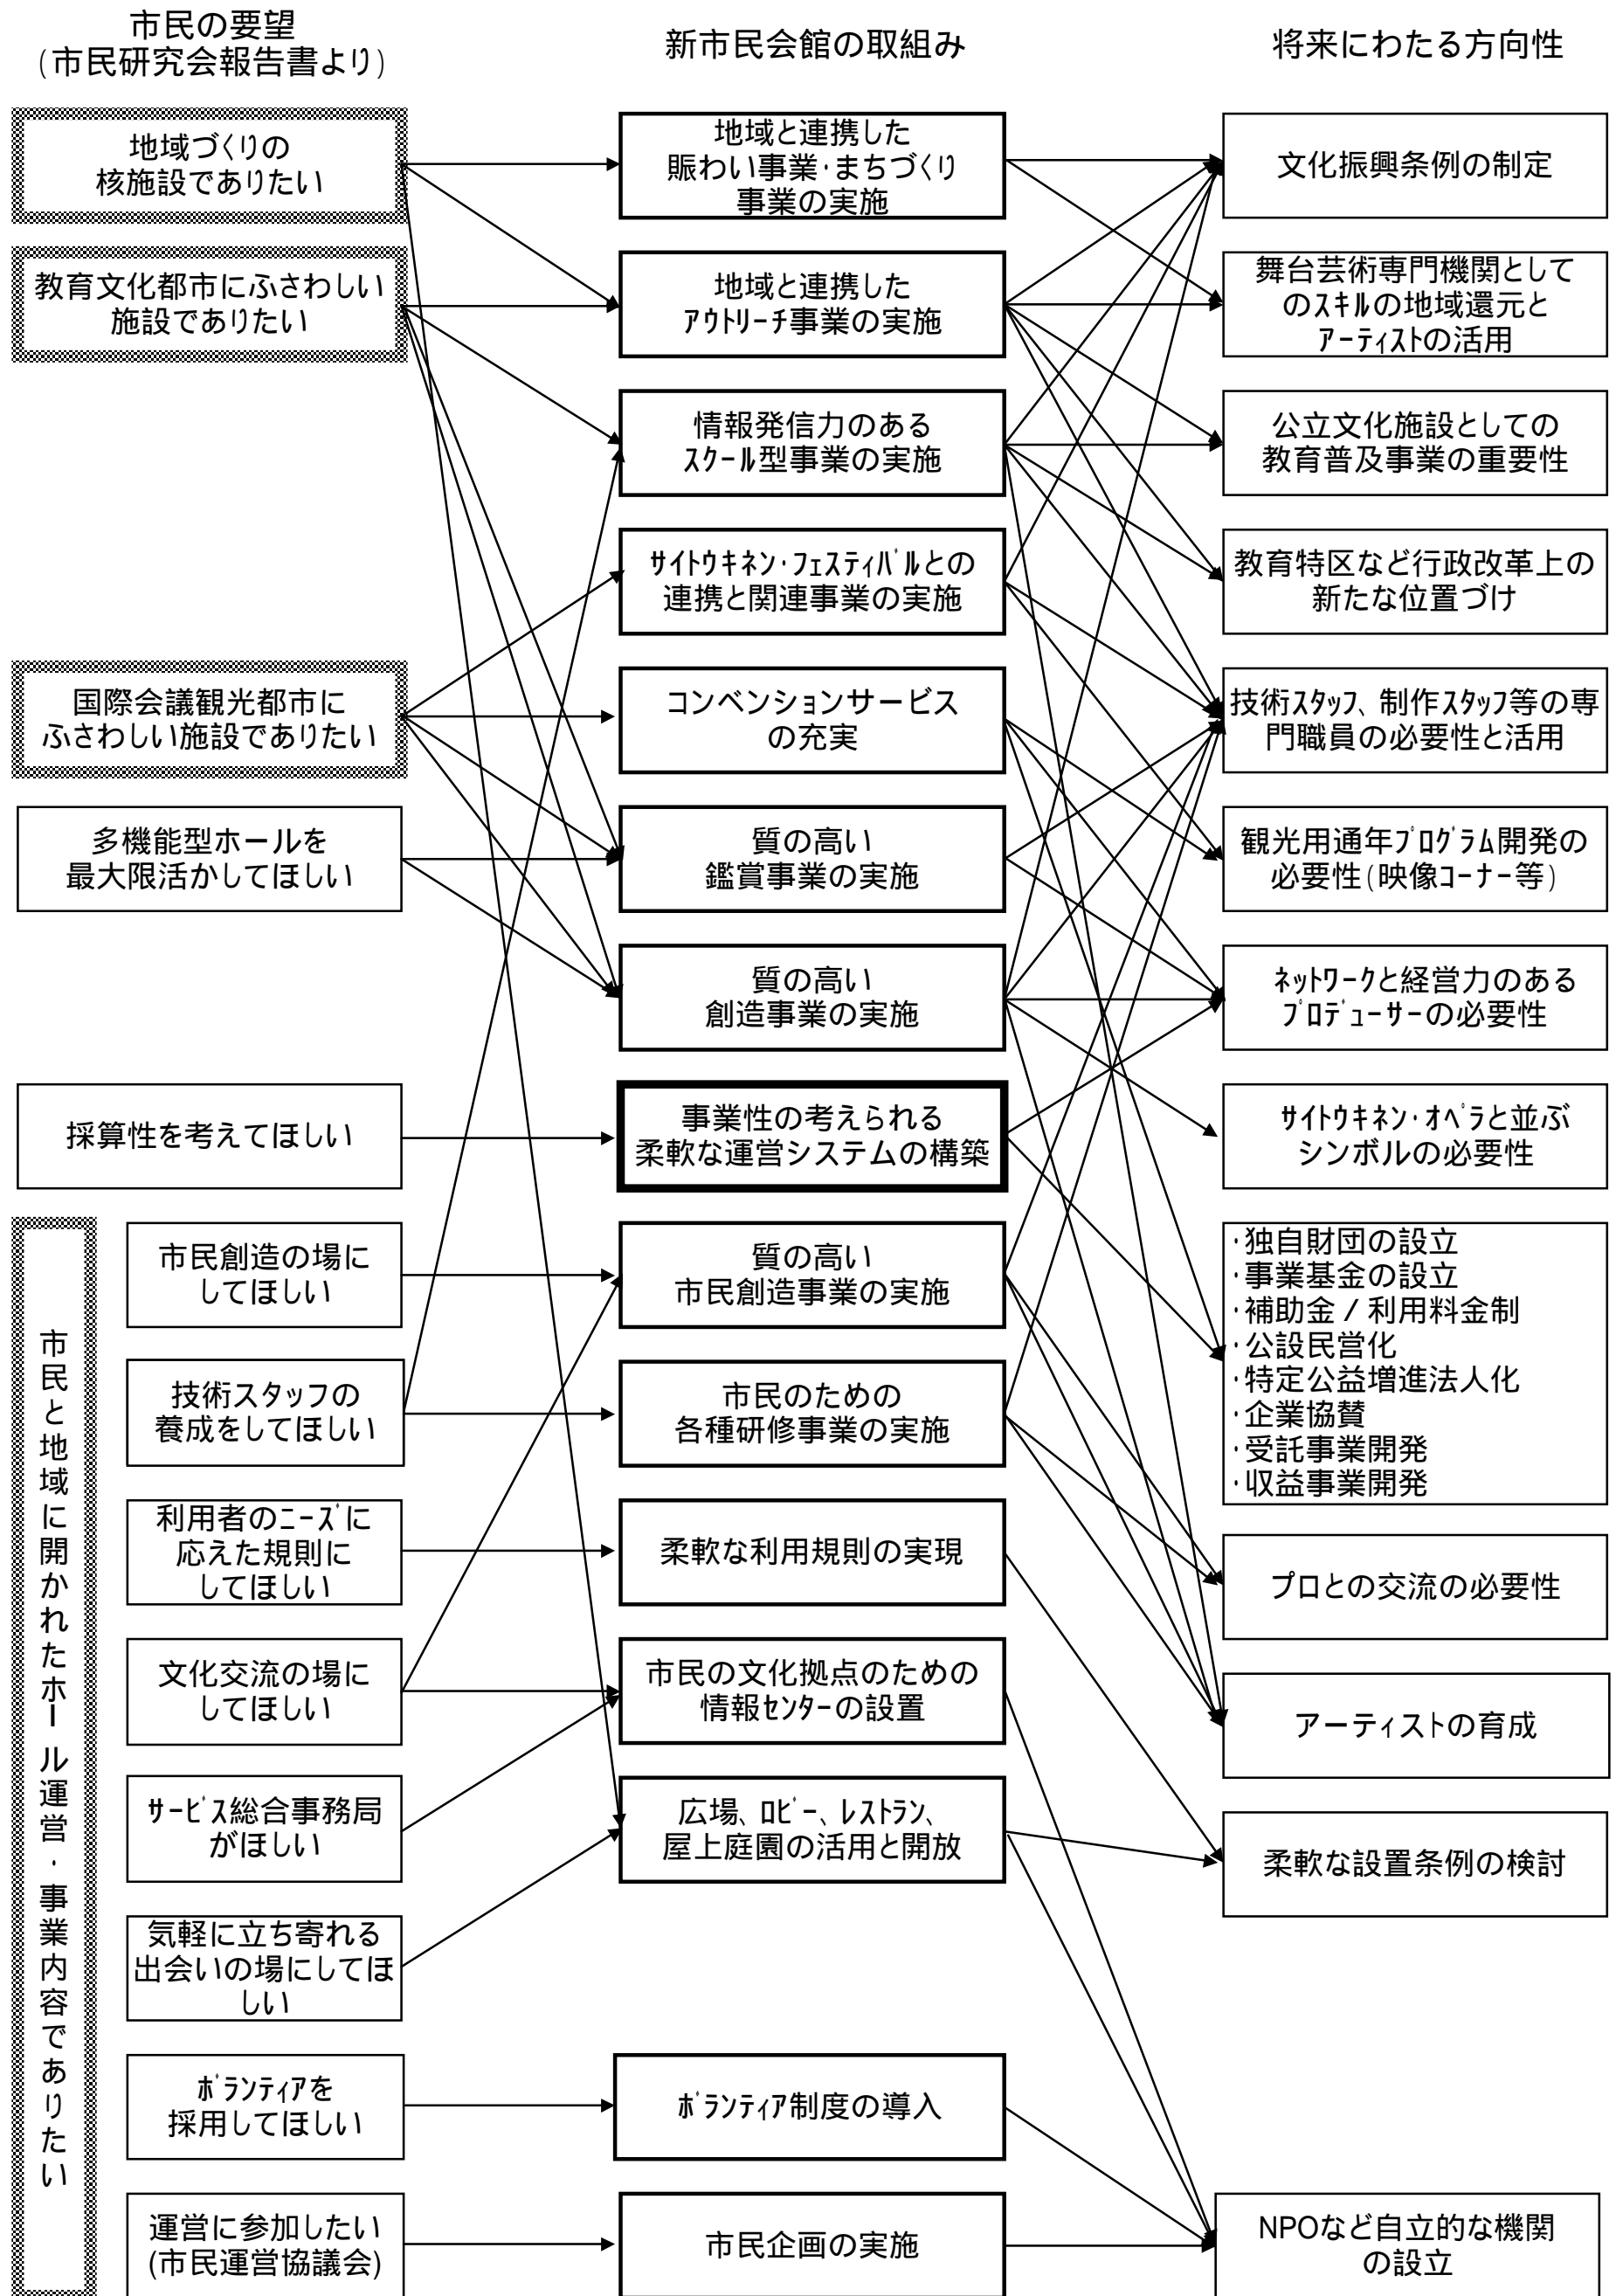 市民の要望
(市民研究会報告書より)
新市民会館の取組み
将来にわたる方向性
地域づくりの
核施設でありたい
教育文化都市にふさわしい
施設でありたい
国際会議観光都市に
ふさわしい施設でありたい
多機能型ホールを
最大限活かしてほしい
採算性を考えてほしい
市民と地域に開かれたホール運営・事業内容でありたい
市民創造の場に
してほしい
技術スタッフの
養成をしてほしい
利用者のﾆｰｽﾞに
応えた規則に
してほしい
文化交流の場に
してほしい
ｻｰﾋﾞｽ総合事務局
がほしい
気軽に立ち寄れる
出会いの場にしてほ
しい
ﾎﾞﾗﾝﾃｨｱを
採用してほしい
運営に参加したい
(市民運営協議会)
地域と連携した
賑わい事業・まちづくり
事業の実施
地域と連携した
ｱｳﾄﾘｰﾁ事業の実施
情報発信力のある
ｽｸｰﾙ型事業の実施
ｻｲﾄｳｷﾈﾝ・ﾌｪｽﾃｨﾊﾞﾙとの
連携と関連事業の実施
コンベンションサービス
の充実
質の高い
鑑賞事業の実施
質の高い
創造事業の実施
事業性の考えられる
柔軟な運営システムの構築
質の高い
市民創造事業の実施
市民のための
各種研修事業の実施
柔軟な利用規則の実現
市民の文化拠点のための
情報ｾﾝﾀｰの設置
広場、ﾛﾋﾞｰ、ﾚｽﾄﾗﾝ、
屋上庭園の活用と開放
ﾎﾞﾗﾝﾃｨｱ制度の導入
市民企画の実施
文化振興条例の制定
舞台芸術専門機関として
のｽｷﾙの地域還元と
ｱｰﾃｨｽﾄの活用
公立文化施設としての
教育普及事業の重要性
教育特区など行政改革上の
新たな位置づけ
技術ｽﾀｯﾌ、制作ｽﾀｯﾌ等の専
門職員の必要性と活用
観光用通年ﾌﾟﾛｸﾞﾗﾑ開発の
必要性(映像ｺｰﾅｰ等)
ﾈｯﾄﾜｰｸと経営力のある
ﾌﾟﾛﾃﾞｭｰｻｰの必要性
ｻｲﾄｳｷﾈﾝ・ｵﾍﾟﾗと並ぶ
シンボルの必要性
・独自財団の設立
・事業基金の設立
・補助金/利用料金制
・公設民営化
・特定公益増進法人化
・企業協賛
・受託事業開発
・収益事業開発
プロとの交流の必要性
アーティストの育成
柔軟な設置条例の検討
NPOなど自立的な機関
の設立